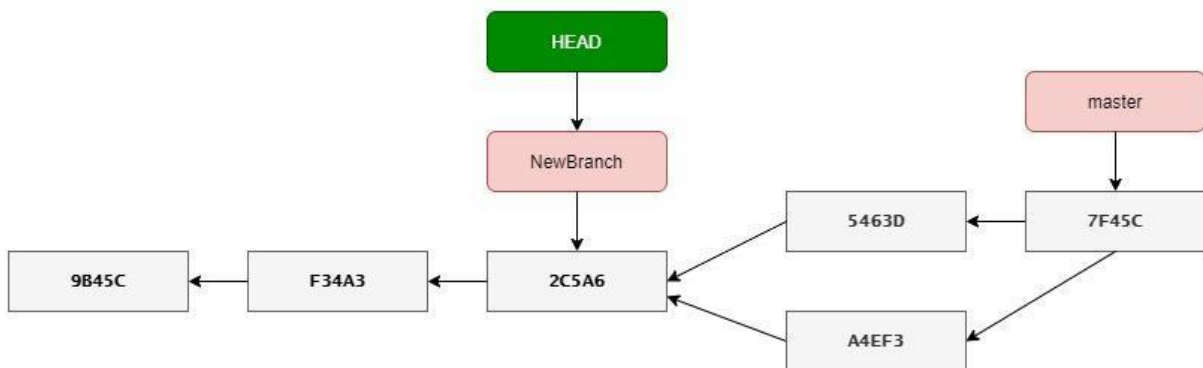 HEAD
master
NewBranch
5463D
7F45C
9B45C
F34A3
2C5A6
A4EF3